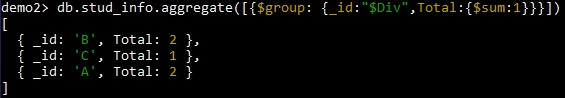 demo2> db.stud_info.aggregate([{$group: {_id:"$Div",Total:{$sum:1}}}])
[
  { _id: 'B', Total: 2 },
  { _id: 'C', Total: 1 },
  { _id: 'A', Total: 2 }
]